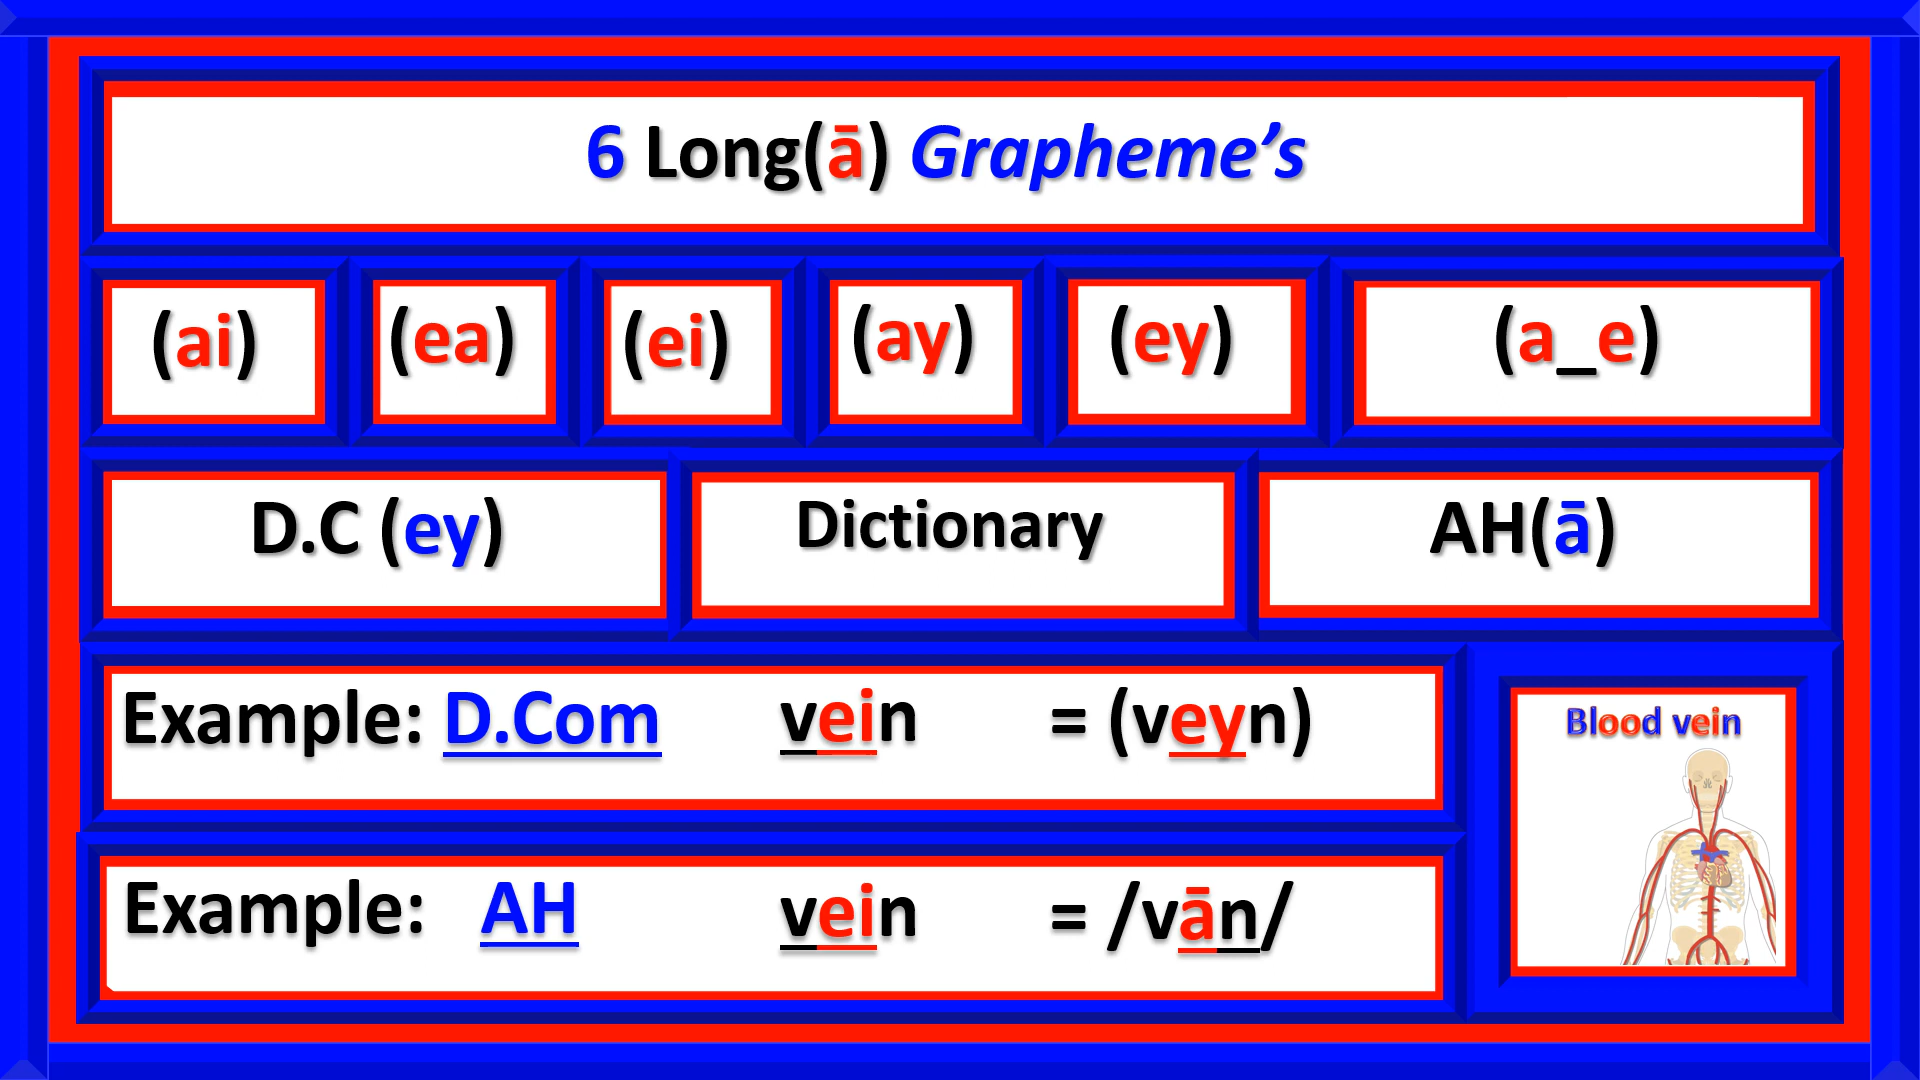 6 Long(ā) Grapheme’s
(ai) (ea) (ei) (ay) (ey) (a_e)
D.C (ey) Dictionary AH(ā)
Example: D.Com vein = (veyn)
Blood vein
Example: AH vein = /vān/